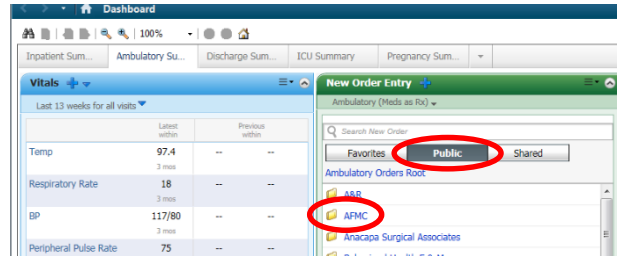 Dashboard
100%
Inpatient Sum...
Ambulatory Su...
Discharge Sum...
ICU Summary
Pregnancy Sum...
Vitals
Last 13 weeks for all visits
Latest within
Previous within
Temp 97.4 -- --
3 mos
Respiratory Rate 18 -- --
3 mos
BP 117/80 -- --
3 mos
Peripheral Pulse Rate 75 -- --
New Order Entry
Ambulatory (Meds as Rx)
Search New Order
Favorites Public Shared
Ambulatory Orders Root
A&R
AFMC
Anacapa Surgical Associates